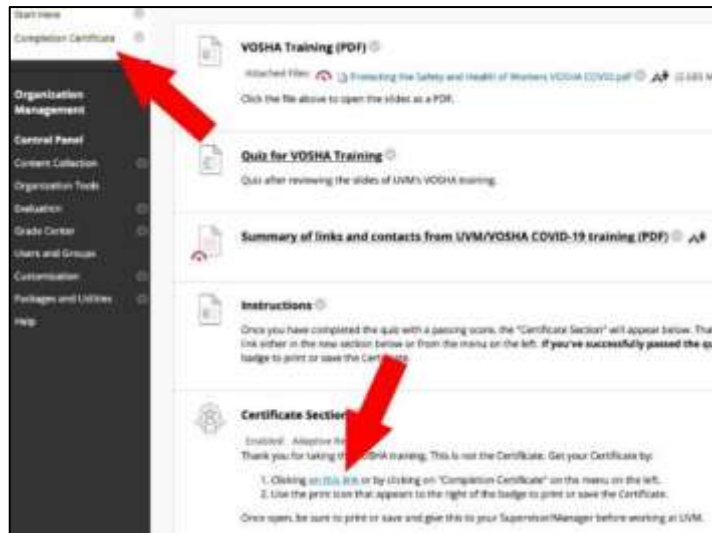 Start Here
Completion Certificate
Organization
Management
Control Panel
Content Collection
Organization Tools
Evaluation
Grade Center
Users and Groups
Customization
Packages and Utilities
Help
VOSHA Training (PDF)
Attached Files: Protecting the Safety and Health of Workers VOSHA COVID.pdf
Click the file above to open the slides as a PDF.
Quiz for VOSHA Training
Quiz after reviewing the slides of UVM's VOSHA training.
Summary of links and contacts from UVM/VOSHA COVID-19 training (PDF)
Instructions
Once you have completed the quiz with a passing score, the "Certificate Section" will appear below. That
link either in the new section below or from the menu on the left. If you've successfully passed the qu
badge to print or save the Certificate.
Certificate Section
Enabled: Adaptive Re
Thank you for taking the VOSHA training. This is not the Certificate. Get your Certificate by:
1. Clicking on this link or by clicking on "Completion Certificate" on the menu on the left.
2. Use the print icon that appears to the right of the badge to print or save the Certificate.
Once open, be sure to print or save and give this to your Supervisor/Manager before working at UVM.